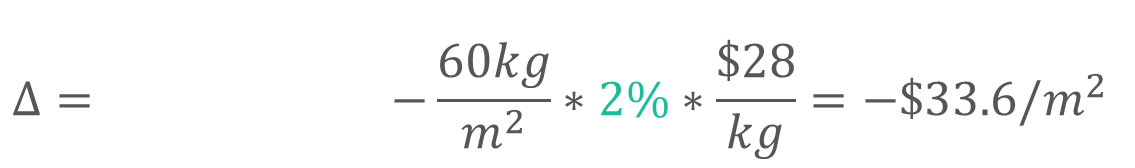 Δ = − 60kg/m² * 2% * $28/kg = −$33.6/m²